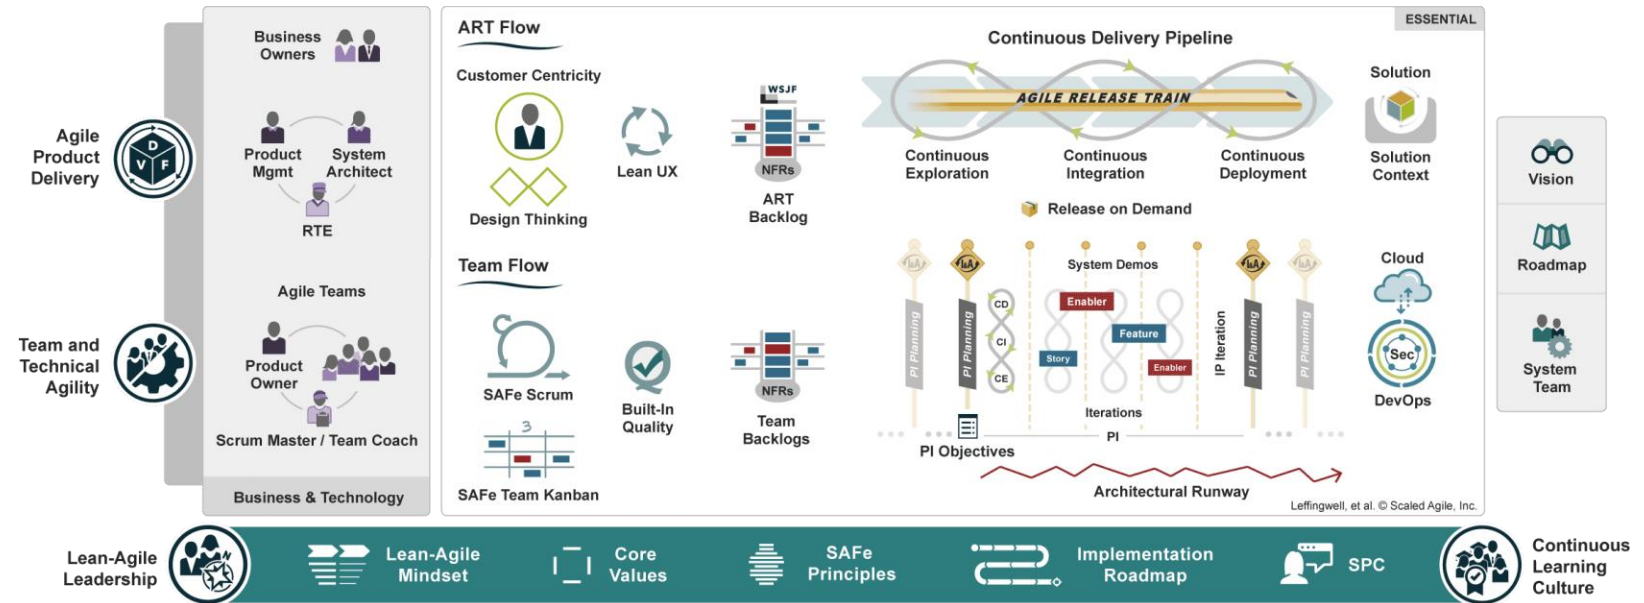 ESSENTIAL
Agile
Product
Delivery
D
V
F
Team and
Technical
Agility
Business
Owners
Product
Mgmt
System
Architect
RTE
Agile Teams
Product
Owner
Scrum Master / Team Coach
Business & Technology
ART Flow
Customer Centricity
Design Thinking
Lean UX
WSJF
NFRs
ART
Backlog
Team Flow
SAFe Scrum
3
SAFe Team Kanban
Built-In
Quality
NFRs
Team
Backlogs
Continuous Delivery Pipeline
AGILE RELEASE TRAIN
Continuous
Exploration
Continuous
Integration
Continuous
Deployment
Release on Demand
Solution
Solution
Context
I&A
I&A
I&A
I&A
System Demos
PI Planning
PI Planning
CD
CI
CE
Enabler
Feature
Story
Enabler
IP Iteration
PI Planning
PI Planning
Iterations
PI
PI Objectives
Architectural Runway
Cloud
Sec
DevOps
Leffingwell, et al. © Scaled Agile, Inc.
Vision
Roadmap
System
Team
Lean-Agile
Leadership
N
Lean-Agile
Mindset
Core
Values
SAFe
Principles
Implementation
Roadmap
SPC
Continuous
Learning
Culture